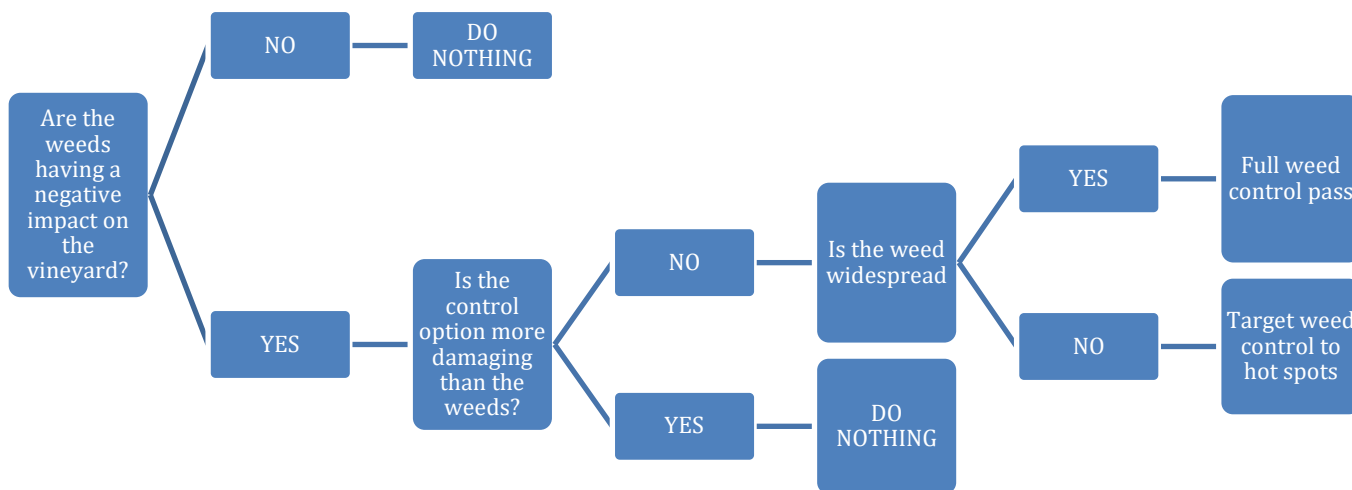 Are the
weeds
having a
negative
impact on
the
vineyard?
NO
DO
NOTHING
YES
Is the
control
option more
damaging
than the
weeds?
NO
Is the weed
widespread
YES
Full weed
control pass
NO
Target weed
control to
hot spots
YES
DO
NOTHING